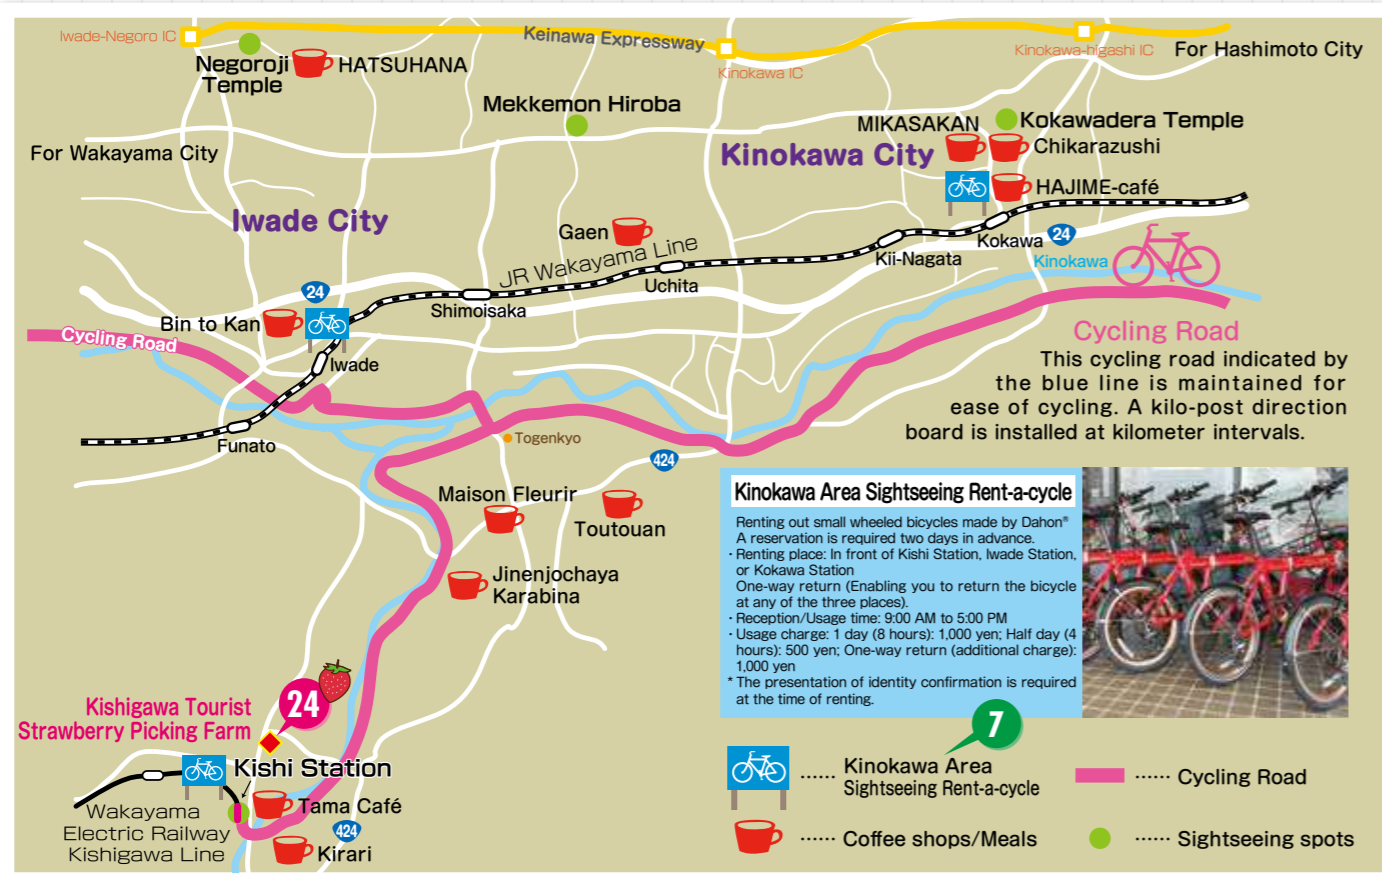 Iwade-Negoro IC
Keinawa Expressway
Kinokawa IC
Kinokawa-higashi IC
For Hashimoto City
Negoroji
Temple
HATSUHANA
Mekkemon Hiroba
MIKASAKAN
Kokawadera Temple
Chikarazushi
For Wakayama City
Kinokawa City
HAJIME-café
Iwade City
Gaen
JR Wakayama Line
Uchita
Kii-Nagata
Kokawa
24
Kinokawa
24
Shimoisaka
Bin to Kan
Cycling Road
Iwade
Funato
Cycling Road
This cycling road indicated by
the blue line is maintained for
ease of cycling. A kilo-post direction
board is installed at kilometer intervals.
Togenkyo
424
Maison Fleurir
Toutouan
Jinenjochaya
Karabina
Kinokawa Area Sightseeing Rent-a-cycle
Renting out small wheeled bicycles made by Dahon®
A reservation is required two days in advance.
· Renting place: In front of Kishi Station, Iwade Station,
or Kokawa Station
One-way return (Enabling you to return the bicycle
at any of the three places).
· Reception/Usage time: 9:00 AM to 5:00 PM
· Usage charge: 1 day (8 hours): 1,000 yen; Half day (4
hours): 500 yen; One-way return (additional charge):
1,000 yen
* The presentation of identity confirmation is required
at the time of renting.
24
Kishigawa Tourist
Strawberry Picking Farm
Kishi Station
Wakayama
Electric Railway
Kishigawa Line
Tama Café
424
Kirari
7
...... Kinokawa Area
Sightseeing Rent-a-cycle
...... Cycling Road
...... Coffee shops/Meals
...... Sightseeing spots